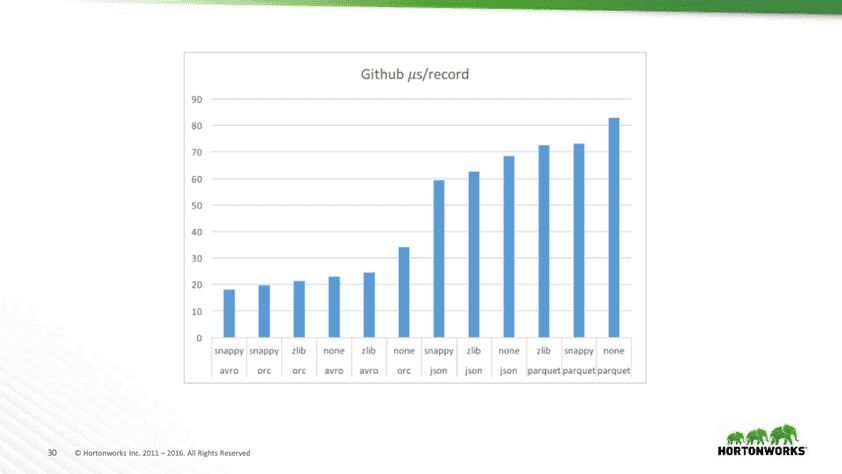 Github μs/record
90
80
70
60
50
40
30
20
10
0
snappy snappy zlib none zlib none snappy zlib none zlib snappy none
avro orc orc avro avro orc json json json parquet parquet parquet
30 © Hortonworks Inc. 2011 – 2016. All Rights Reserved
HORTONWORKS